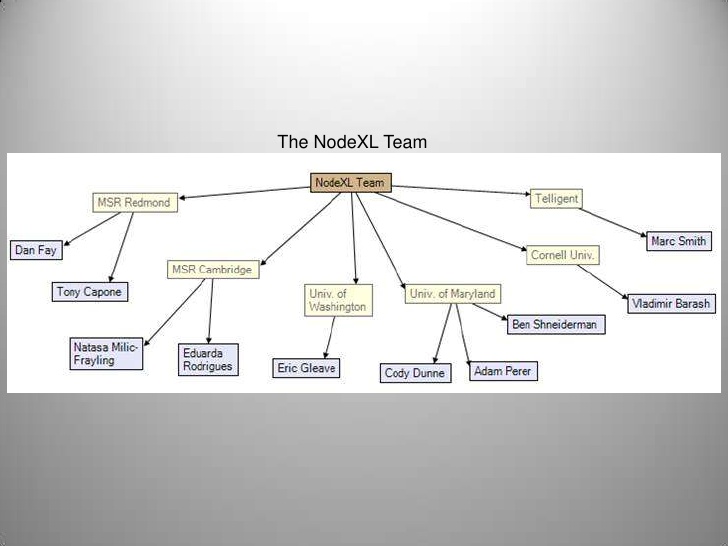 The NodeXL Team
NodeXL Team
MSR Redmond
Telligent
Dan Fay
Marc Smith
MSR Cambridge
Cornell Univ.
Tony Capone
Univ. of
Washington
Univ. of Maryland
Vladimir Barash
Natasa Milic-
Frayling
Eduarda
Rodrigues
Eric Gleave
Cody Dunne
Adam Perer
Ben Shneiderman